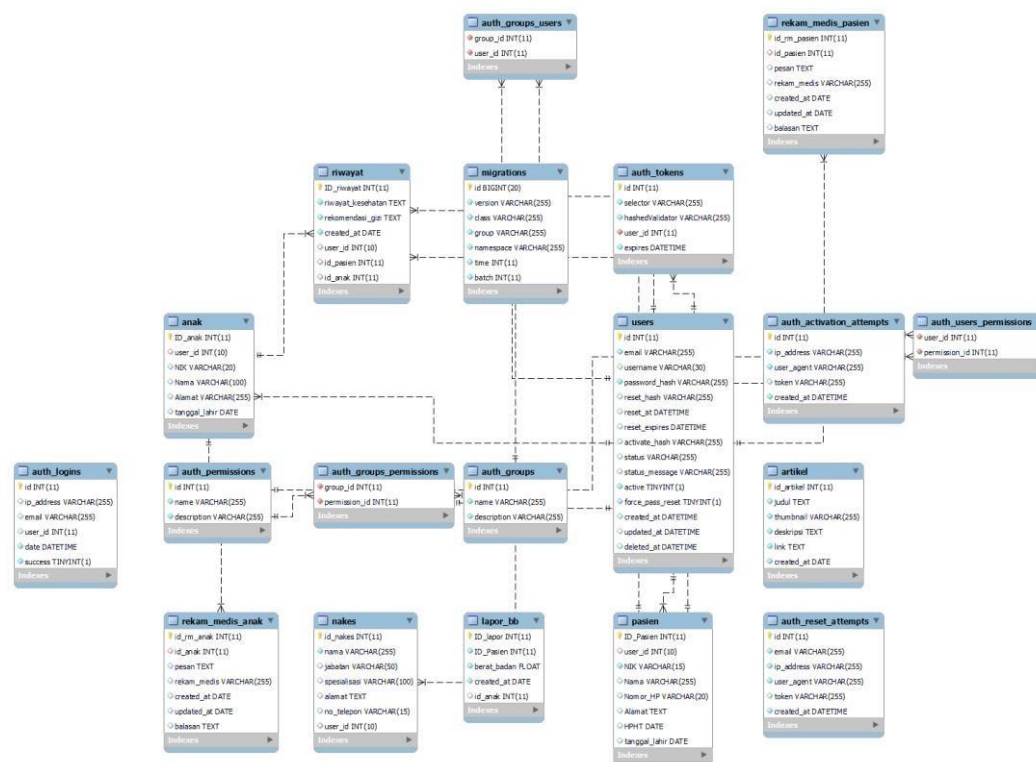 auth_groups_users
group_id INT(11)
user_id INT(11)
Indexes
rekam_medis_pasien
id_rm_pasien INT(11)
id_pasien INT(11)
pesan TEXT
rekam_medis VARCHAR(255)
created_at DATE
updated_at DATE
balasan TEXT
Indexes
riwayat
ID_riwayat INT(11)
riwayat_kesehatan TEXT
rekomendasi_gizi TEXT
created_at DATE
user_id INT(10)
id_pasien INT(11)
id_anak INT(11)
Indexes
migrations
id BIGINT(20)
version VARCHAR(255)
class VARCHAR(255)
group VARCHAR(255)
namespace VARCHAR(255)
time INT(11)
batch INT(11)
Indexes
auth_tokens
id INT(11)
selector VARCHAR(255)
hashedValidator VARCHAR(255)
user_id INT(11)
expires DATETIME
Indexes
anak
ID_anak INT(11)
user_id INT(10)
NIK VARCHAR(20)
Nama VARCHAR(100)
Alamat VARCHAR(255)
tanggal_lahir DATE
Indexes
users
id INT(11)
email VARCHAR(255)
username VARCHAR(30)
password_hash VARCHAR(255)
reset_hash VARCHAR(255)
reset_at DATETIME
reset_expires DATETIME
activate_hash VARCHAR(255)
status VARCHAR(255)
status_message VARCHAR(255)
active TINYINT(1)
force_pass_reset TINYINT(1)
created_at DATETIME
updated_at DATETIME
deleted_at DATETIME
Indexes
auth_activation_attempts
id INT(11)
ip_address VARCHAR(255)
user_agent VARCHAR(255)
token VARCHAR(255)
created_at DATETIME
Indexes
auth_users_permissions
user_id INT(11)
permission_id INT(11)
Indexes
auth_logins
id INT(11)
ip_address VARCHAR(255)
email VARCHAR(255)
user_id INT(11)
date DATETIME
success TINYINT(1)
Indexes
auth_permissions
id INT(11)
name VARCHAR(255)
description VARCHAR(255)
Indexes
auth_groups_permissions
group_id INT(11)
permission_id INT(11)
Indexes
auth_groups
id INT(11)
name VARCHAR(255)
description VARCHAR(255)
Indexes
artikel
id_artikel INT(11)
judul TEXT
thumbnail VARCHAR(255)
deskripsi TEXT
link TEXT
created_at DATE
Indexes
rekam_medis_anak
id_rm_anak INT(11)
id_anak INT(11)
pesan TEXT
rekam_medis VARCHAR(255)
created_at DATE
updated_at DATE
balasan TEXT
Indexes
nakes
id_nakes INT(11)
nama VARCHAR(255)
jabatan VARCHAR(50)
spesialisasi VARCHAR(100)
alamat TEXT
no_telepon VARCHAR(15)
user_id INT(10)
Indexes
lapor_bb
ID_lapor INT(11)
ID_Pasien INT(11)
berat_badan FLOAT
created_at DATE
id_anak INT(11)
Indexes
pasien
ID_Pasien INT(11)
user_id INT(10)
NIK VARCHAR(15)
Nama VARCHAR(255)
Nomor_HP VARCHAR(20)
Alamat TEXT
HPHT DATE
tanggal_lahir DATE
Indexes
auth_reset_attempts
id INT(11)
email VARCHAR(255)
ip_address VARCHAR(255)
user_agent VARCHAR(255)
token VARCHAR(255)
created_at DATETIME
Indexes